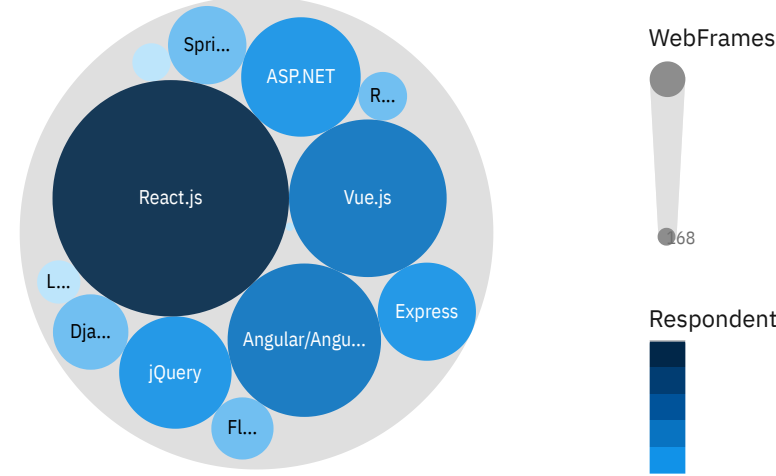 WebFrames
Spri...
ASP.NET
R...
React.js
Vue.js
168
L...
Express
Respondent
Dja...
Angular/Angu...
jQuery
Fl...